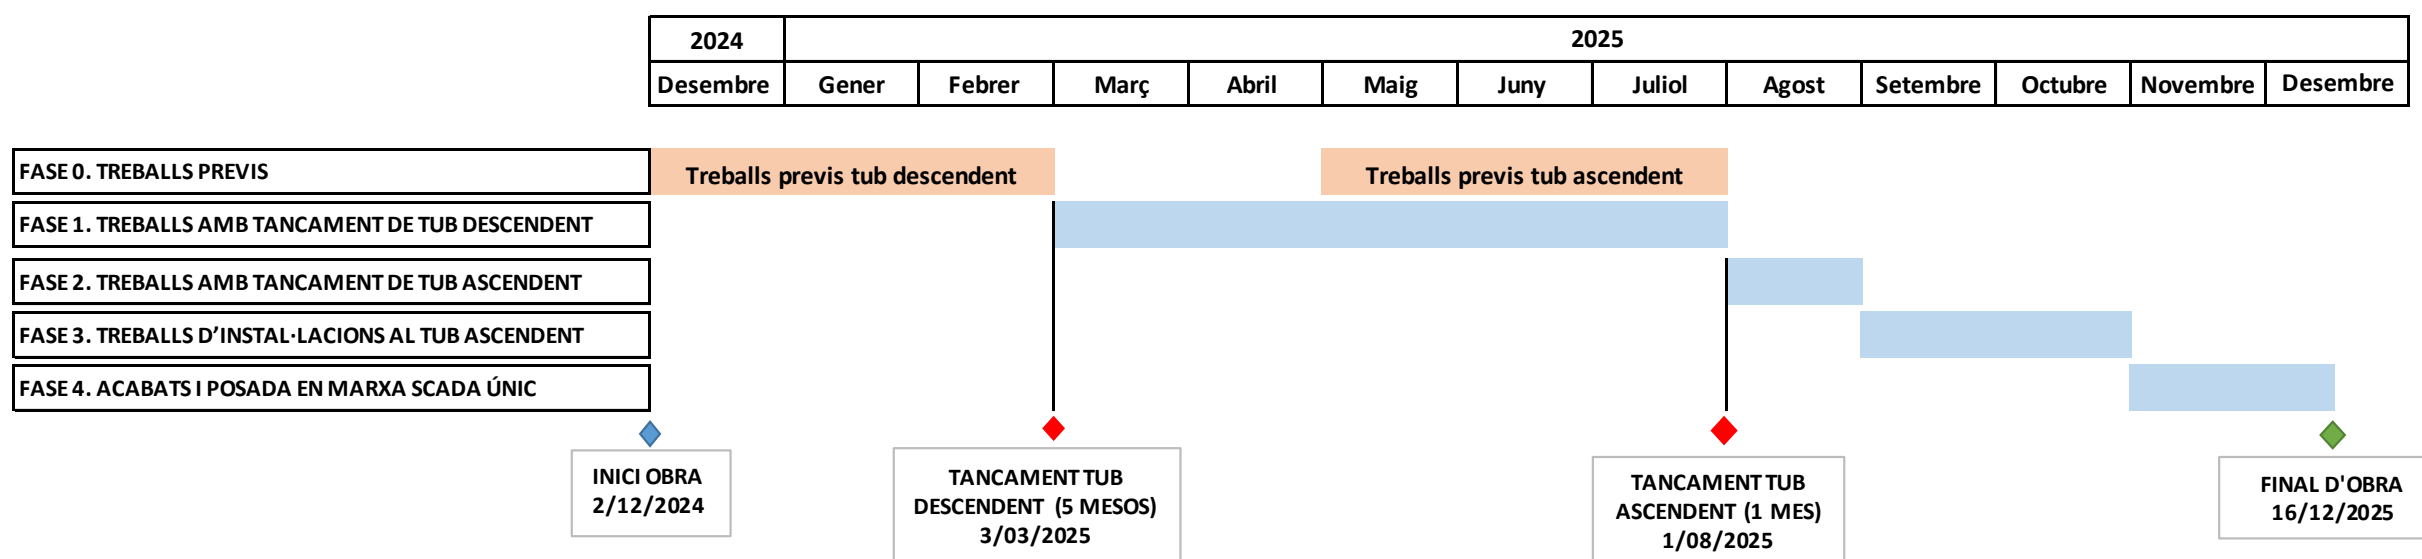 2024 2025
Desembre Gener Febrer Març Abril Maig Juny Juliol Agost Setembre Octubre Novembre Desembre
FASE 0. TREBALLS PREVIS
Treballs previs tub descendent
Treballs previs tub ascendent
FASE 1. TREBALLS AMB TANCAMENT DE TUB DESCENDENT
FASE 2. TREBALLS AMB TANCAMENT DE TUB ASCENDENT
FASE 3. TREBALLS D’INSTAL·LACIONS AL TUB ASCENDENT
FASE 4. ACABATS I POSADA EN MARXA SCADA ÚNIC
INICI OBRA
2/12/2024
TANCAMENT TUB
DESCENDENT (5 MESOS)
3/03/2025
TANCAMENT TUB
ASCENDENT (1 MES)
1/08/2025
FINAL D'OBRA
16/12/2025